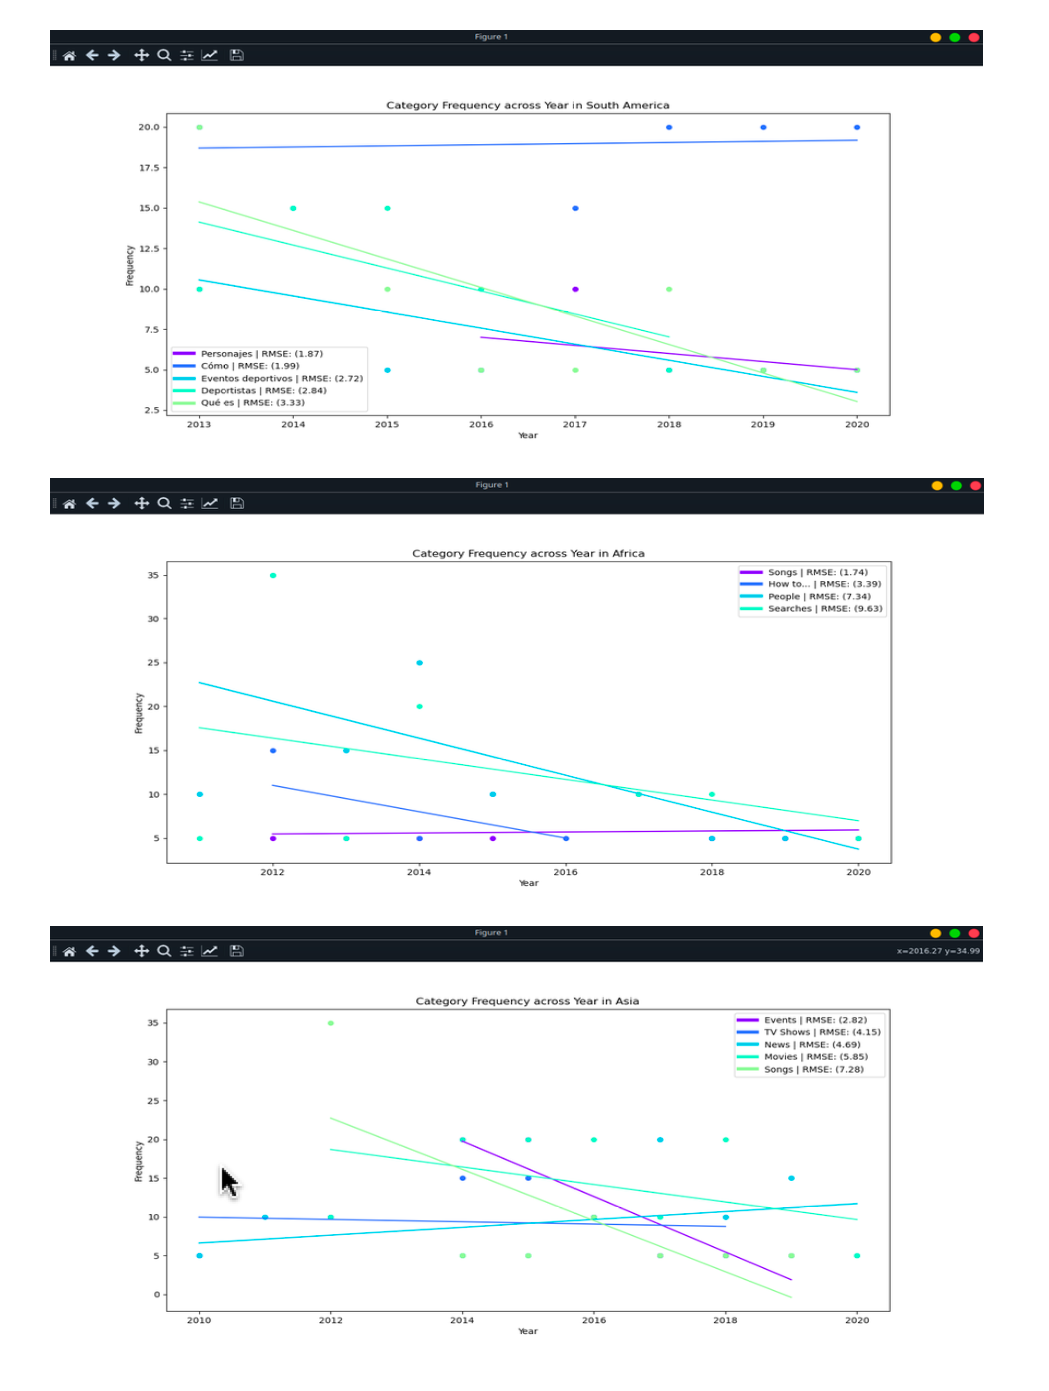 Figure 1
Category Frequency across Year in South America
20.0
17.5
15.0
12.5
10.0
7.5
5.0
2.5
Frequency
Personajes | RMSE: (1.87)
Cómo | RMSE: (1.99)
Eventos deportivos | RMSE: (2.72)
Deportistas | RMSE: (2.84)
Qué es | RMSE: (3.33)
2013 2014 2015 2016 2017 2018 2019 2020
Year
Figure 1
Category Frequency across Year in Africa
35
30
25
20
15
10
5
Frequency
Songs | RMSE: (1.74)
How to... | RMSE: (3.39)
People | RMSE: (7.34)
Searches | RMSE: (9.63)
2012 2014 2016 2018 2020
Year
Figure 1
x=2016.27 y=34.99
Category Frequency across Year in Asia
35
30
25
20
15
10
5
0
Frequency
Events | RMSE: (2.82)
TV Shows | RMSE: (4.15)
News | RMSE: (4.69)
Movies | RMSE: (5.85)
Songs | RMSE: (7.28)
2010 2012 2014 2016 2018 2020
Year